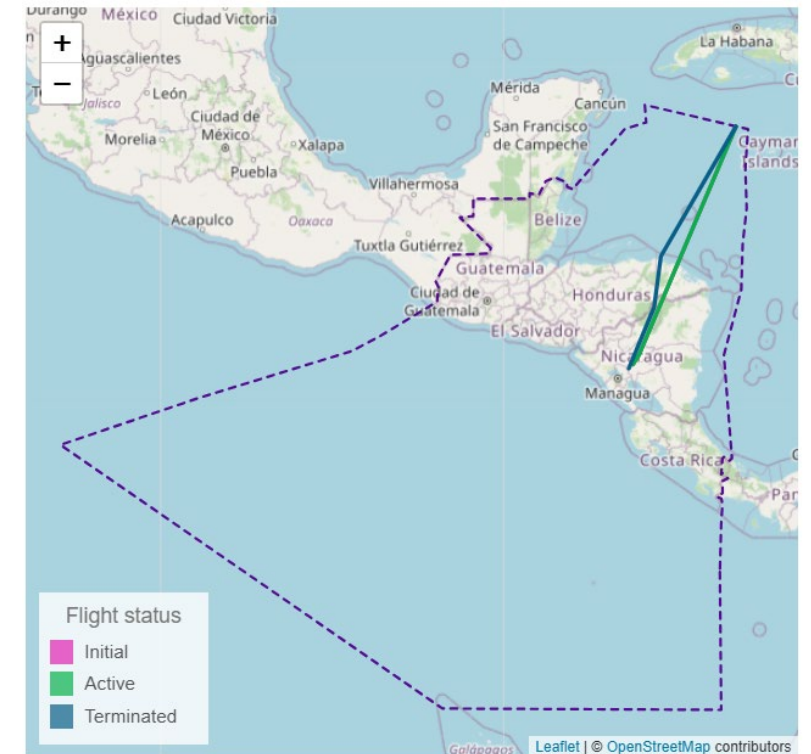 Durango
México
Ciudad Victoria
La Habana
+
−
Aguascalientes
León
Jalisco
Mérida
Cancún
Ciudad de
México
San Francisco
de Campeche
Morelia
Xalapa
Cayman
Islands
Puebla
Villahermosa
Acapulco
Oaxaca
Belize
Tuxtla Gutiérrez
Guatemala
Ciudad de
Guatemala
Honduras
El Salvador
Nicaragua
Managua
Costa Rica
Flight status
Initial
Active
Terminated
Galápagos
Leaflet | © OpenStreetMap contributors